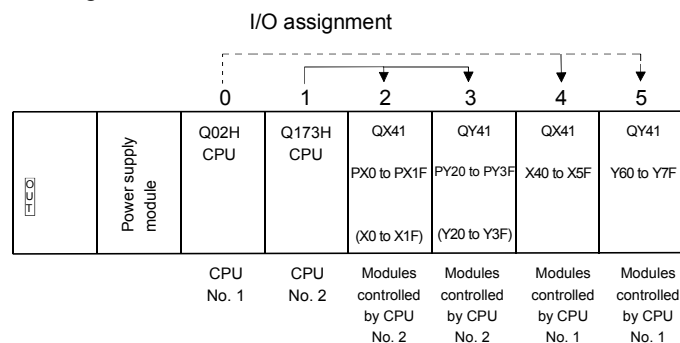 I/O assignment
0 1 2 3 4 5
OUT
Power supply
module
Q02H
CPU
Q173H
CPU
QX41
PX0 to PX1F
(X0 to X1F)
QY41
PY20 to PY3F
(Y20 to Y3F)
QX41
X40 to X5F
QY41
Y60 to Y7F
CPU
No. 1
CPU
No. 2
Modules
controlled
by CPU
No. 2
Modules
controlled
by CPU
No. 2
Modules
controlled
by CPU
No. 1
Modules
controlled
by CPU
No. 1